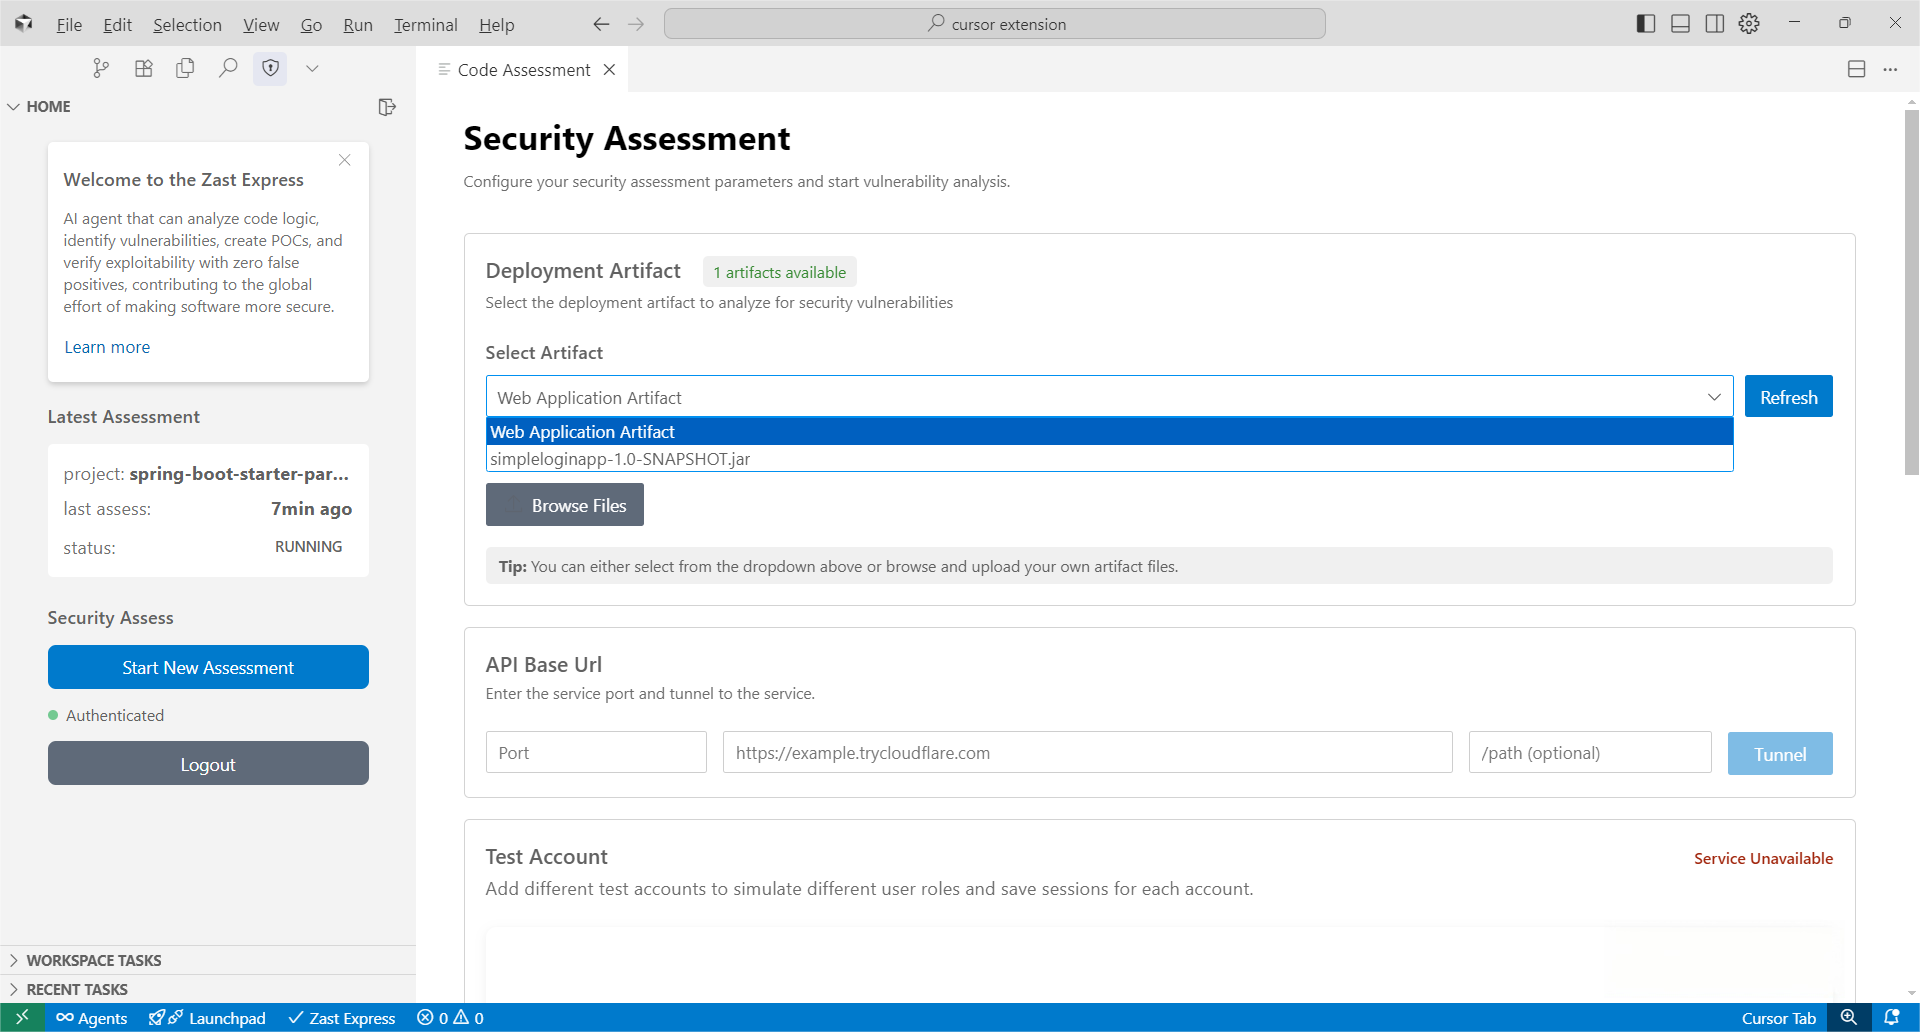 File Edit Selection View Go Run Terminal Help
cursor extension
Code Assessment
HOME
Welcome to the Zast Express
AI agent that can analyze code logic,
identify vulnerabilities, create POCs, and
verify exploitability with zero false
positives, contributing to the global
effort of making software more secure.
Learn more
Latest Assessment
project: spring-boot-starter-par...
last assess: 7min ago
status: RUNNING
Security Assess
Start New Assessment
Authenticated
Logout
WORKSPACE TASKS
RECENT TASKS
Security Assessment
Configure your security assessment parameters and start vulnerability analysis.
Deployment Artifact 1 artifacts available
Select the deployment artifact to analyze for security vulnerabilities
Select Artifact
Web Application Artifact Refresh
Web Application Artifact
simpleloginapp-1.0-SNAPSHOT.jar
Browse Files
Tip: You can either select from the dropdown above or browse and upload your own artifact files.
API Base Url
Enter the service port and tunnel to the service.
Port https://example.trycloudflare.com /path (optional) Tunnel
Test Account Service Unavailable
Add different test accounts to simulate different user roles and save sessions for each account.
Agents Launchpad Zast Express 0 0 Cursor Tab